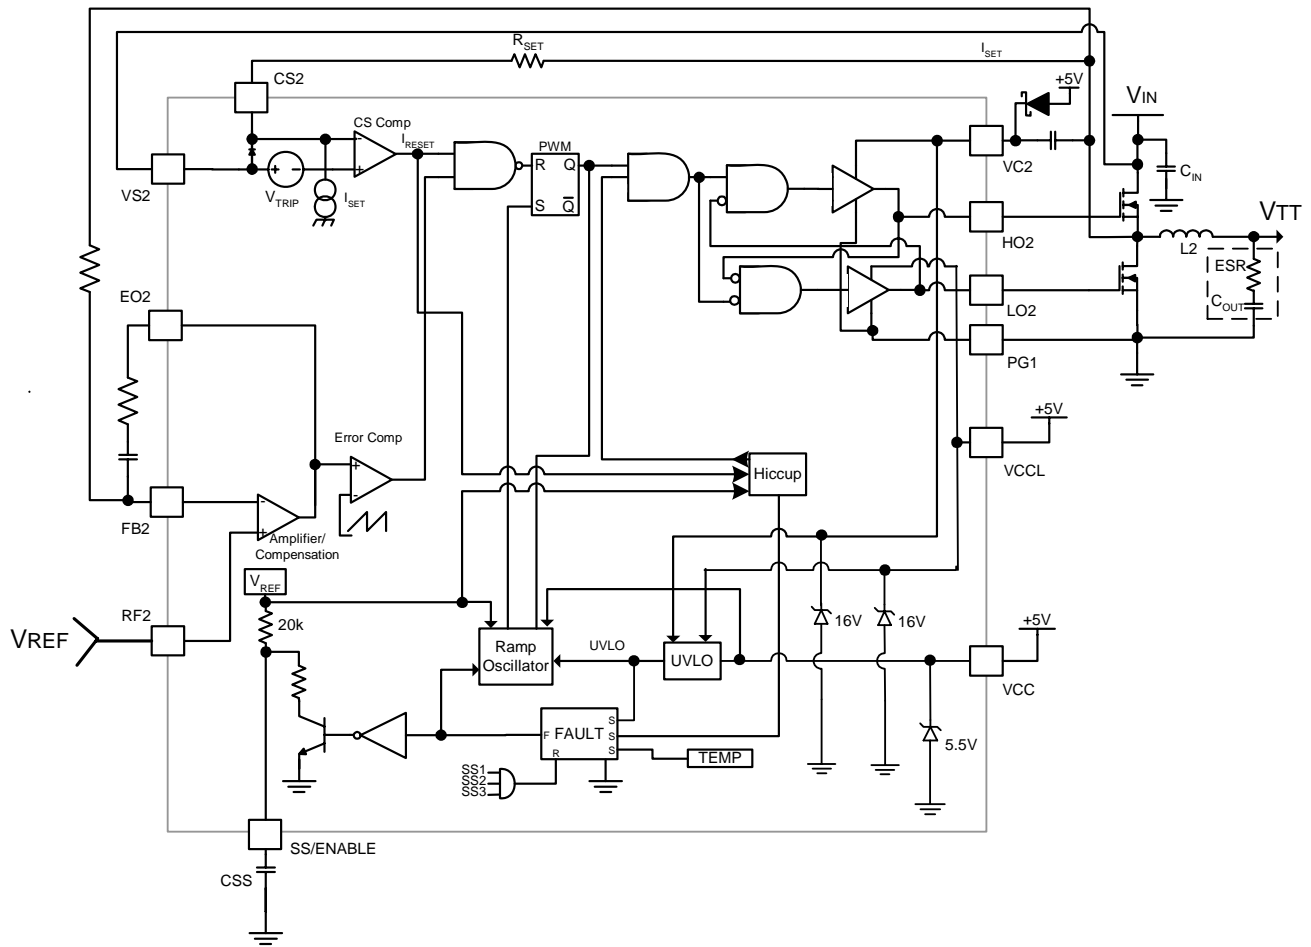 RSET
ISET
+5V
CS2
VIN
CS Comp
-
+
IRESET
PWM
R Q
S Q
VC2
CIN
VS2
+ -
VTRIP
ISET
HO2
VTT
L2
ESR
COUT
EO2
LO2
PG1
+5V
Error Comp
+
-
VCCL
Hiccup
FB2
-
+
Amplifier/
Compensation
VREF
RF2
20k
16V
16V
+5V
VREF
Ramp
Oscillator
UVLO
UVLO
VCC
F FAULT S
S
S
R
5.5V
TEMP
SS1
SS2
SS3
SS/ENABLE
CSS